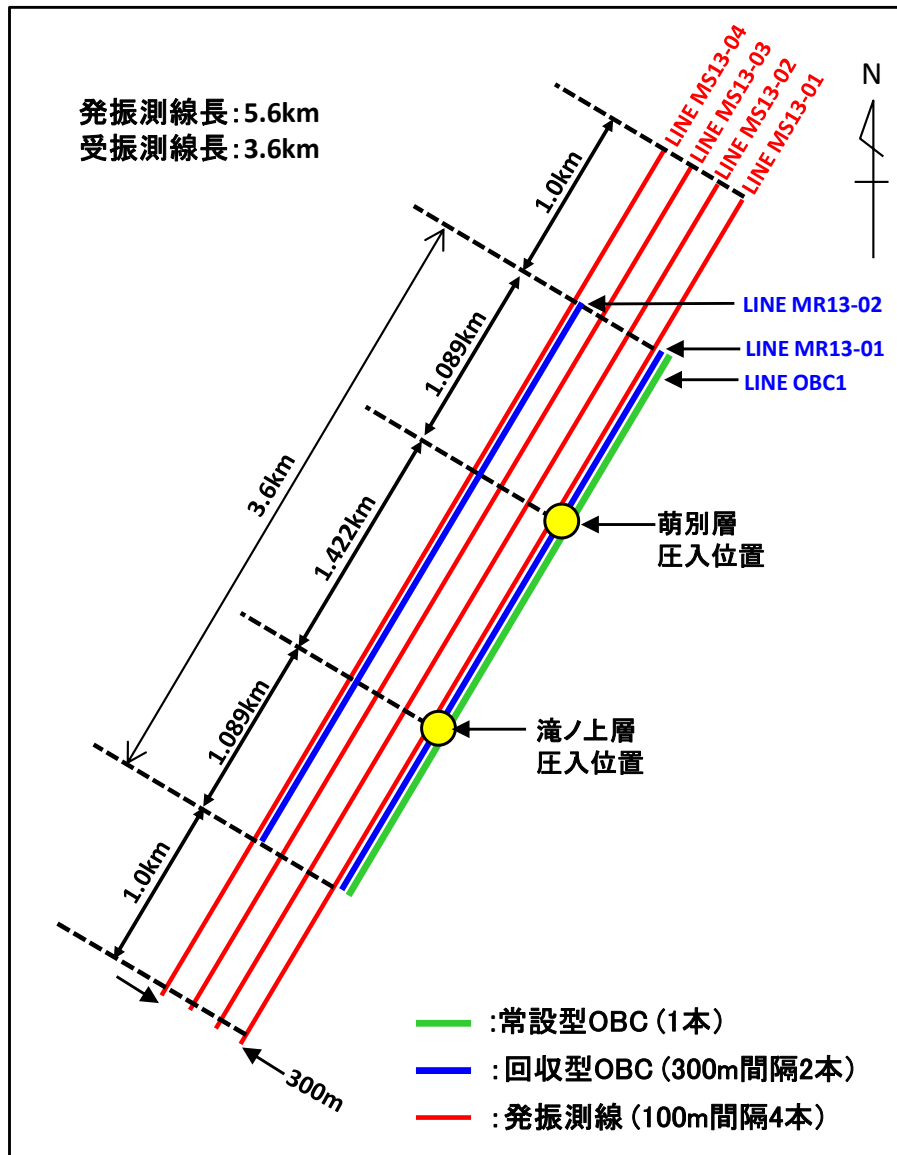 発振測線長：5.6km
受振測線長：3.6km
LINE MS13-04
LINE MS13-03
LINE MS13-02
LINE MS13-01
N
1.0km
LINE MR13-02
LINE MR13-01
LINE OBC1
1.089km
3.6km
1.422km
萌別層
圧入位置
1.089km
滝ノ上層
圧入位置
1.0km
300m
：常設型OBC（1本）
：回収型OBC（300m間隔2本）
：発振測線（100m間隔4本）